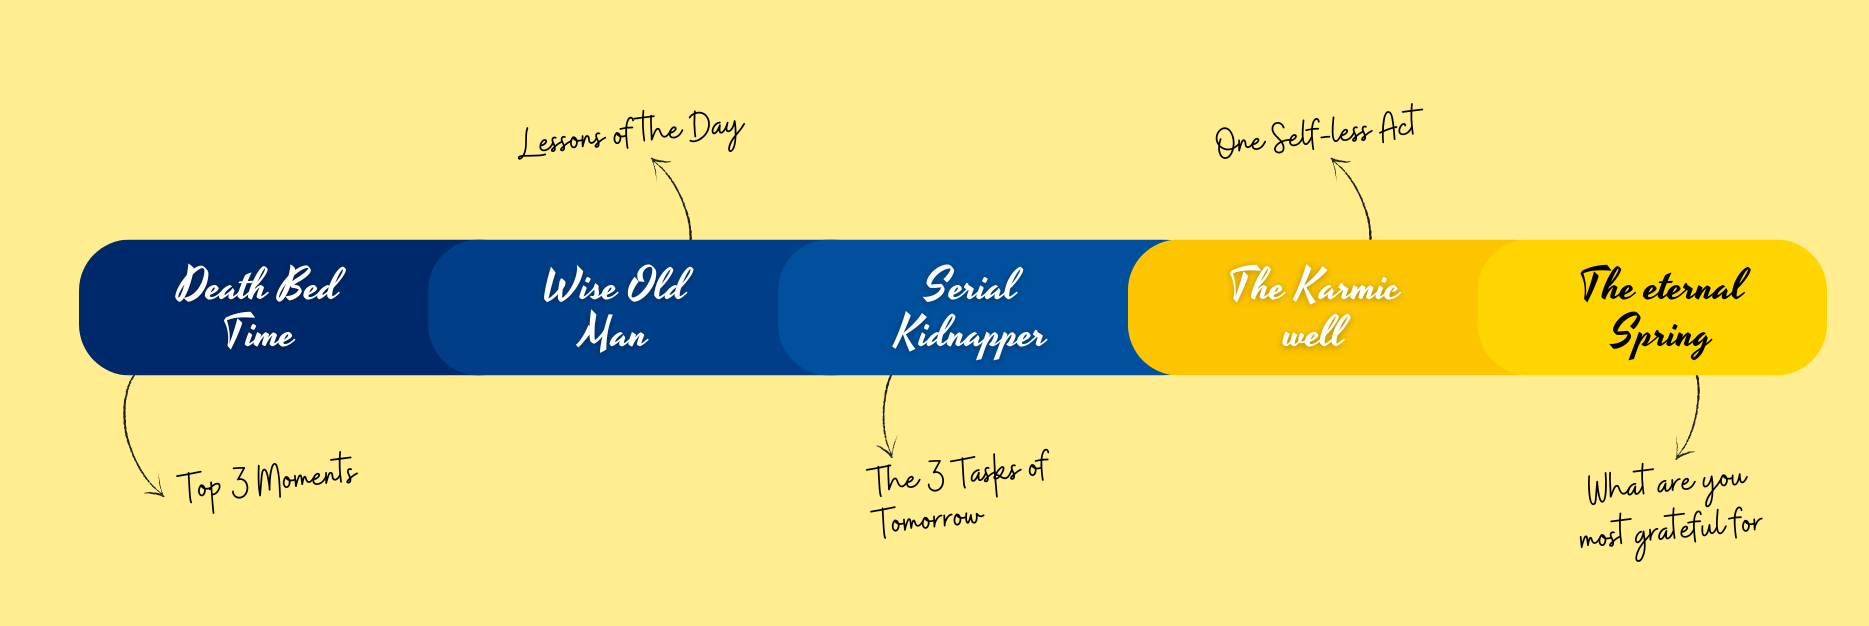 Lessons of the Day
One Self-less Act
Death Bed
Time
Wise Old
Man
Serial
Kidnapper
The Karmic
well
The eternal
Spring
Top 3 Moments
The 3 Tasks of
Tomorrow
What are you
most grateful for